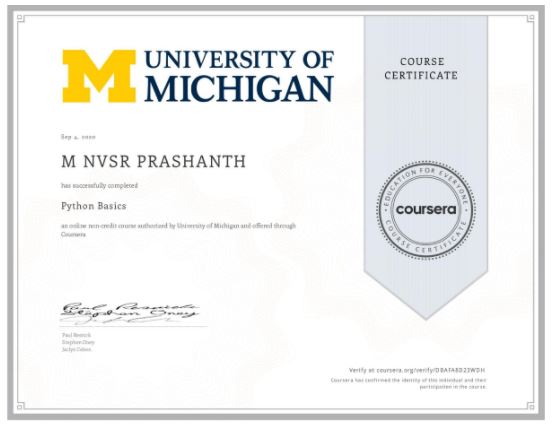 UNIVERSITY OF
MICHIGAN
COURSE
CERTIFICATE
Sep 4, 2020
M NVSR PRASHANTH
has successfully completed
Python Basics
an online non-credit course authorized by University of Michigan and offered through
Coursera
EDUCATION FOR EVERYONE
coursera
COURSE CERTIFICATE
Paul Resnick
Stephen Oney
Jaclyn Cohen
Verify at coursera.org/verify/DBAFABD23WDH
Coursera has confirmed the identity of this individual and their
participation in the course.